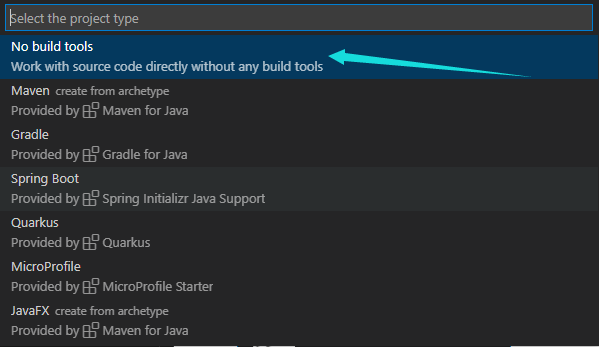 Select the project type
No build tools
Work with source code directly without any build tools
Maven create from archetype
Provided by Maven for Java
Gradle
Provided by Gradle for Java
Spring Boot
Provided by Spring Initializr Java Support
Quarkus
Provided by Quarkus
MicroProfile
Provided by MicroProfile Starter
JavaFX create from archetype
Provided by Maven for Java